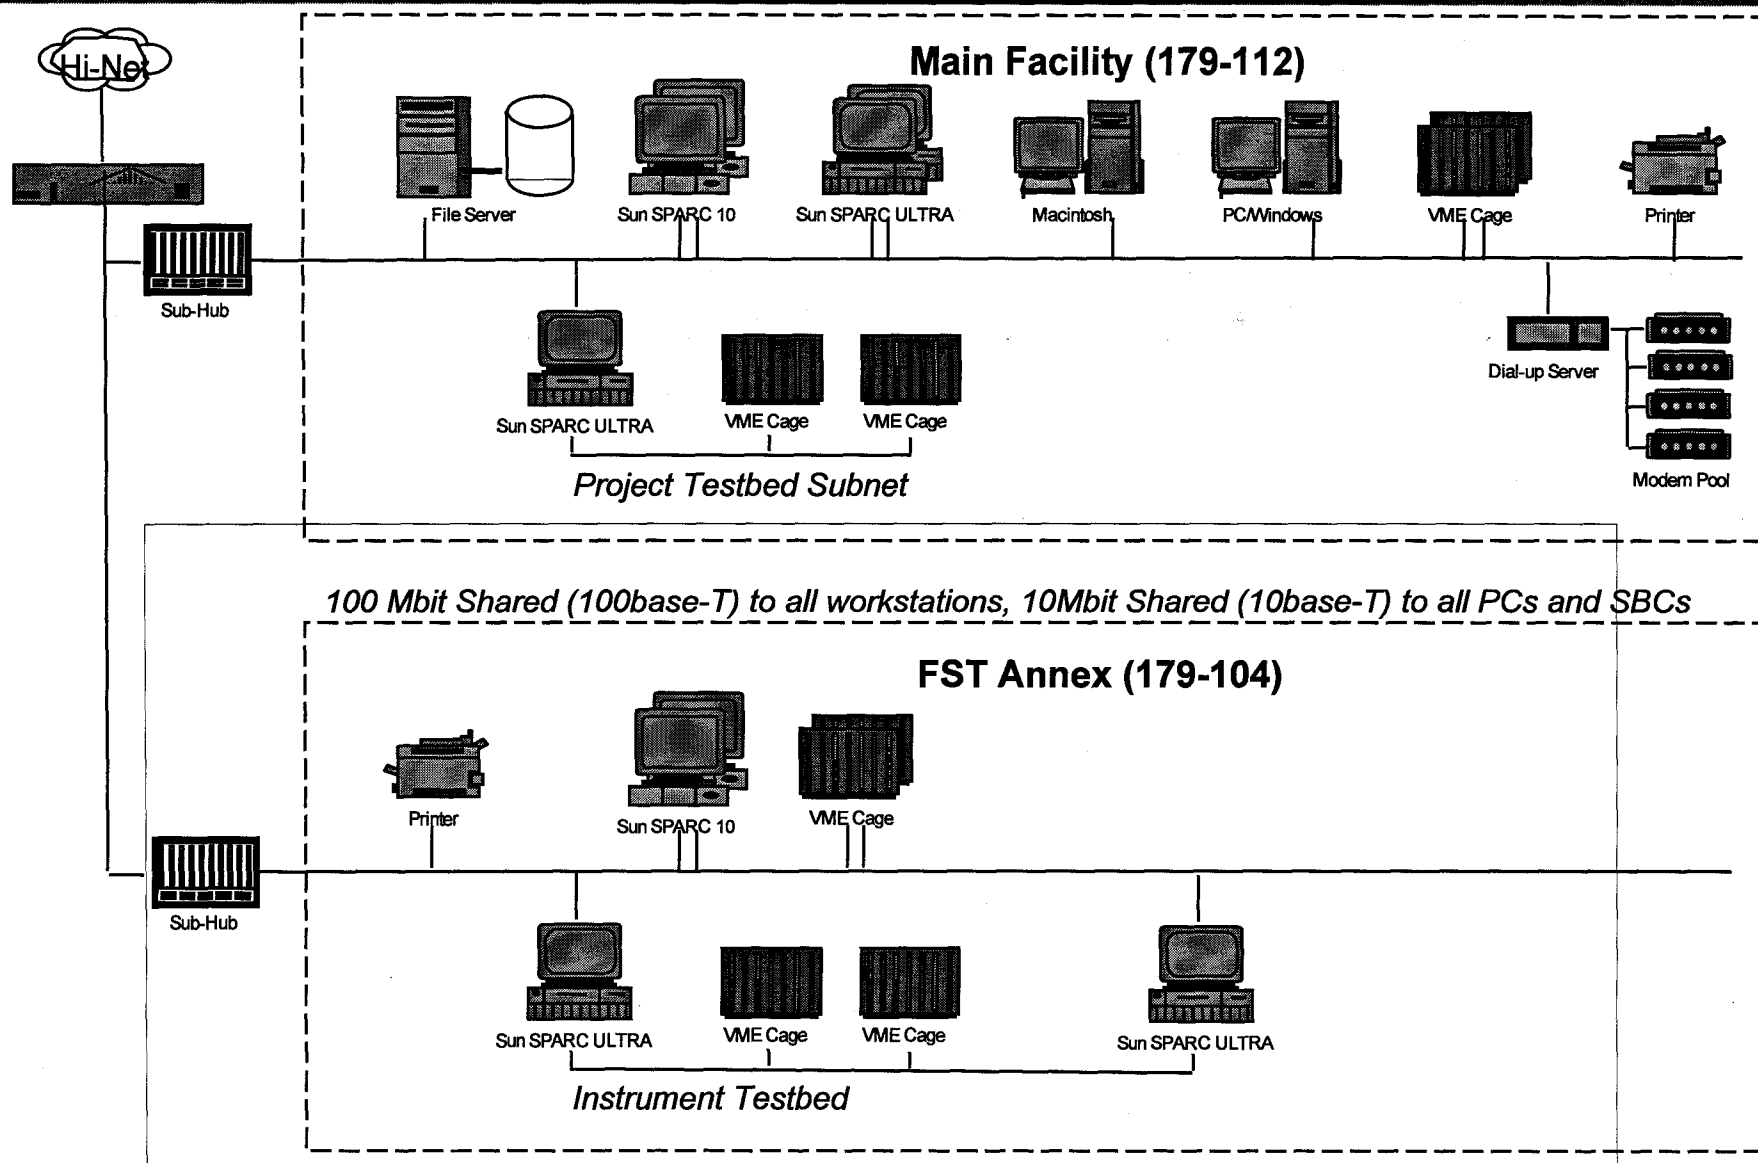 Hi-Net
Main Facility (179-112)
File Server
Sun SPARC 10
Sun SPARC ULTRA
Macintosh
PC/Windows
VME Cage
Printer
Sub-Hub
Sun SPARC ULTRA
VME Cage
VME Cage
Dial-up Server
Modem Pool
Project Testbed Subnet
100 Mbit Shared (100base-T) to all workstations, 10Mbit Shared (10base-T) to all PCs and SBCs
FST Annex (179-104)
Printer
Sun SPARC 10
VME Cage
Sub-Hub
Sun SPARC ULTRA
VME Cage
VME Cage
Sun SPARC ULTRA
Instrument Testbed